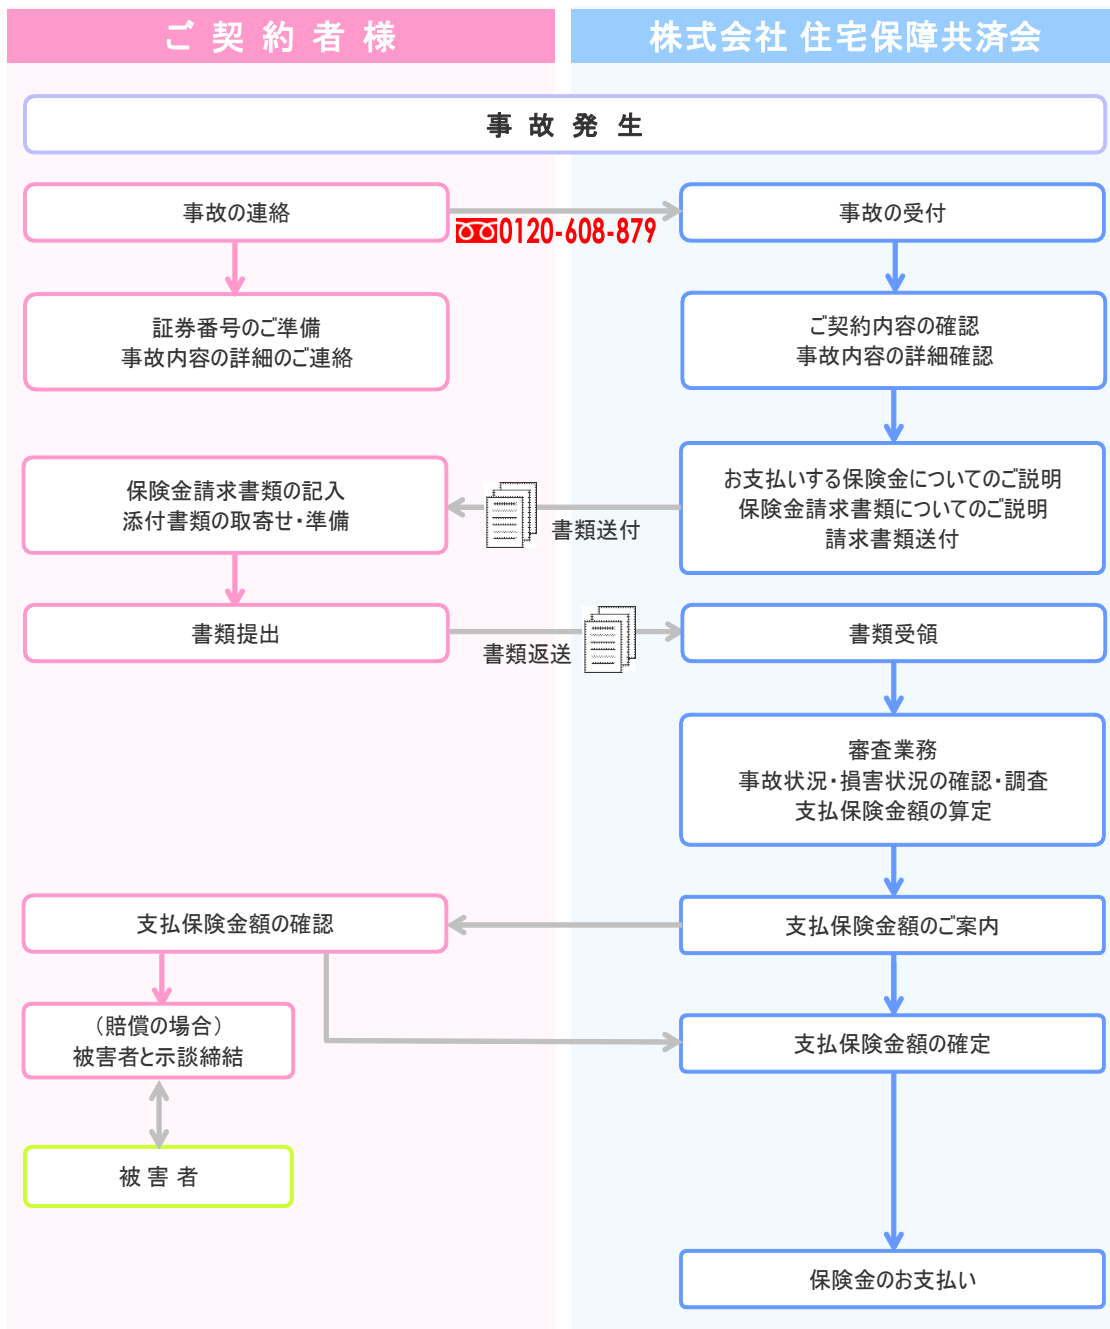 ご契約者様
株式会社 住宅保障共済会
事故発生
事故の連絡
0120-608-879
事故の受付
証券番号のご準備
事故内容の詳細のご連絡
ご契約内容の確認
事故内容の詳細確認
お支払いする保険金についてのご説明
保険金請求書類についてのご説明
請求書類送付
書類送付
保険金請求書類の記入
添付書類の取寄せ・準備
書類提出
書類返送
書類受領
審査業務
事故状況・損害状況の確認・調査
支払保険金額の算定
支払保険金額のご案内
支払保険金額の確認
(賠償の場合)
被害者と示談締結
支払保険金額の確定
被害者
保険金のお支払い